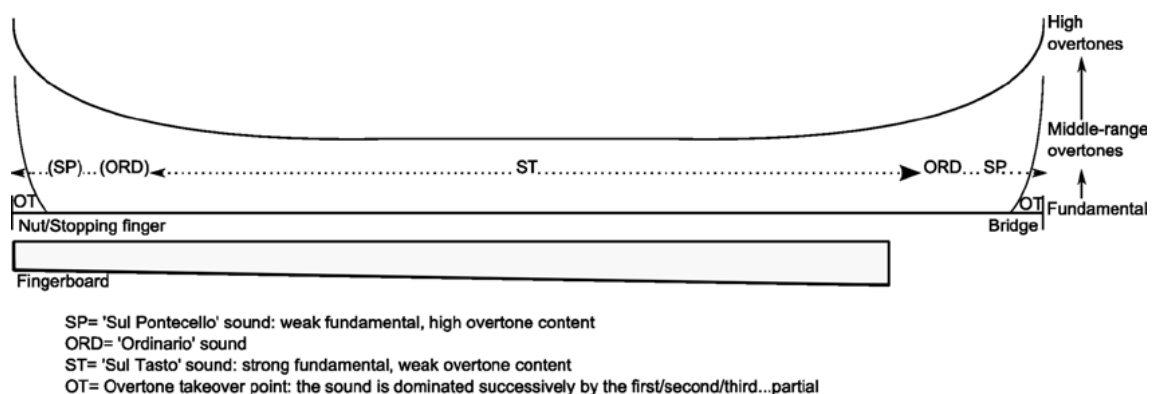 High
overtones
Middle-range
overtones
(SP)...(ORD) ST ORD... SP
OT OT Fundamental
Nut/Stopping finger Bridge
Fingerboard
SP= 'Sul Pontecello' sound: weak fundamental, high overtone content
ORD= 'Ordinario' sound
ST= 'Sul Tasto' sound: strong fundamental, weak overtone content
OT= Overtone takeover point: the sound is dominated successively by the first/second/third...partial